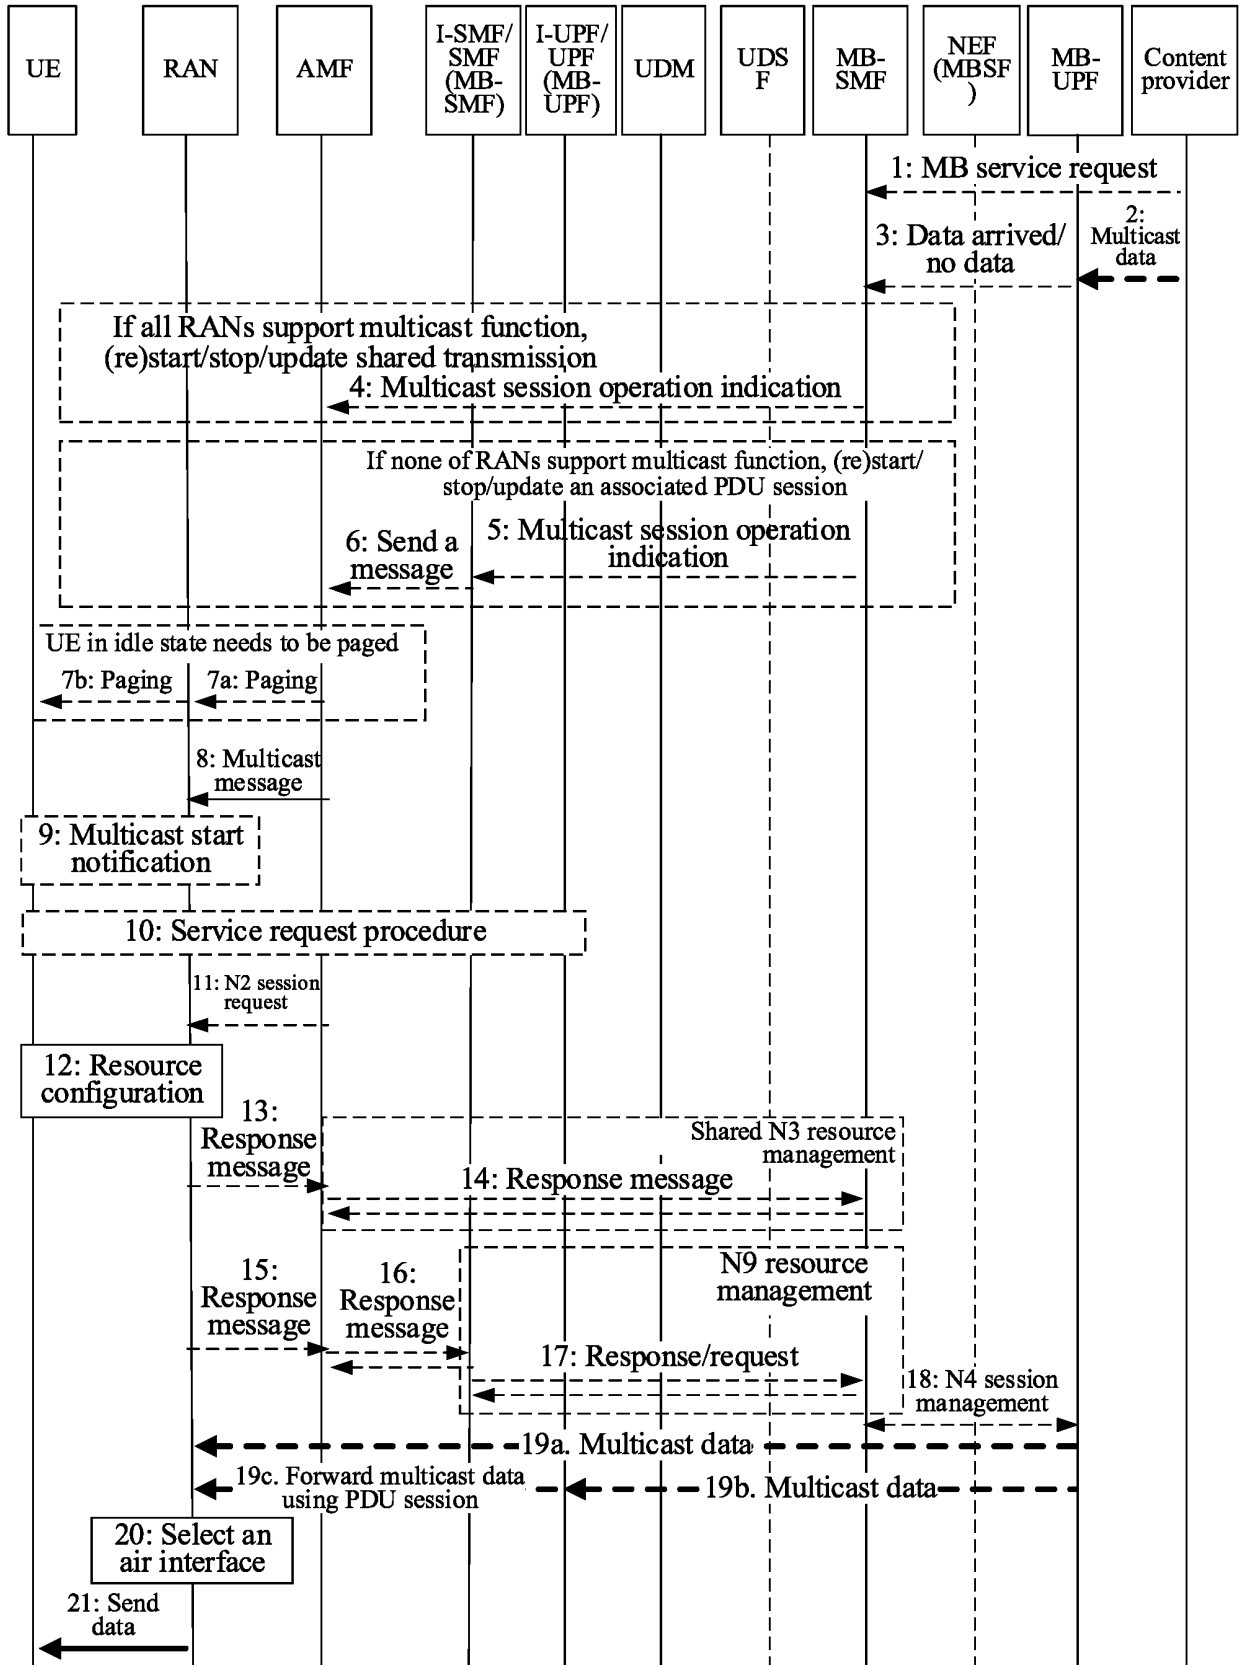 UE
RAN
AMF
I-SMF/
SMF
(MB-
SMF)
I-UPF/
UPF
(MB-
UPF)
UDM
UDS
F
MB-
SMF
NEF
(MBSF
)
MB-
UPF
Content
provider
1: MB service request
2:
Multicast
data
3: Data arrived/
no data
If all RANs support multicast function,
(re)start/stop/update shared transmission
4: Multicast session operation indication
If none of RANs support multicast function, (re)start/
stop/update an associated PDU session
5: Multicast session operation
indication
6: Send a
message
UE in idle state needs to be paged
7b: Paging
7a: Paging
8: Multicast
message
9: Multicast start
notification
10: Service request procedure
11: N2 session
request
12: Resource
configuration
13:
Response
message
Shared N3 resource
management
14: Response message
15:
Response
message
16:
Response
message
N9 resource
management
17: Response/request
18: N4 session
management
19a. Multicast data
19c. Forward multicast data
using PDU session
19b. Multicast data
20: Select an
air interface
21: Send
data